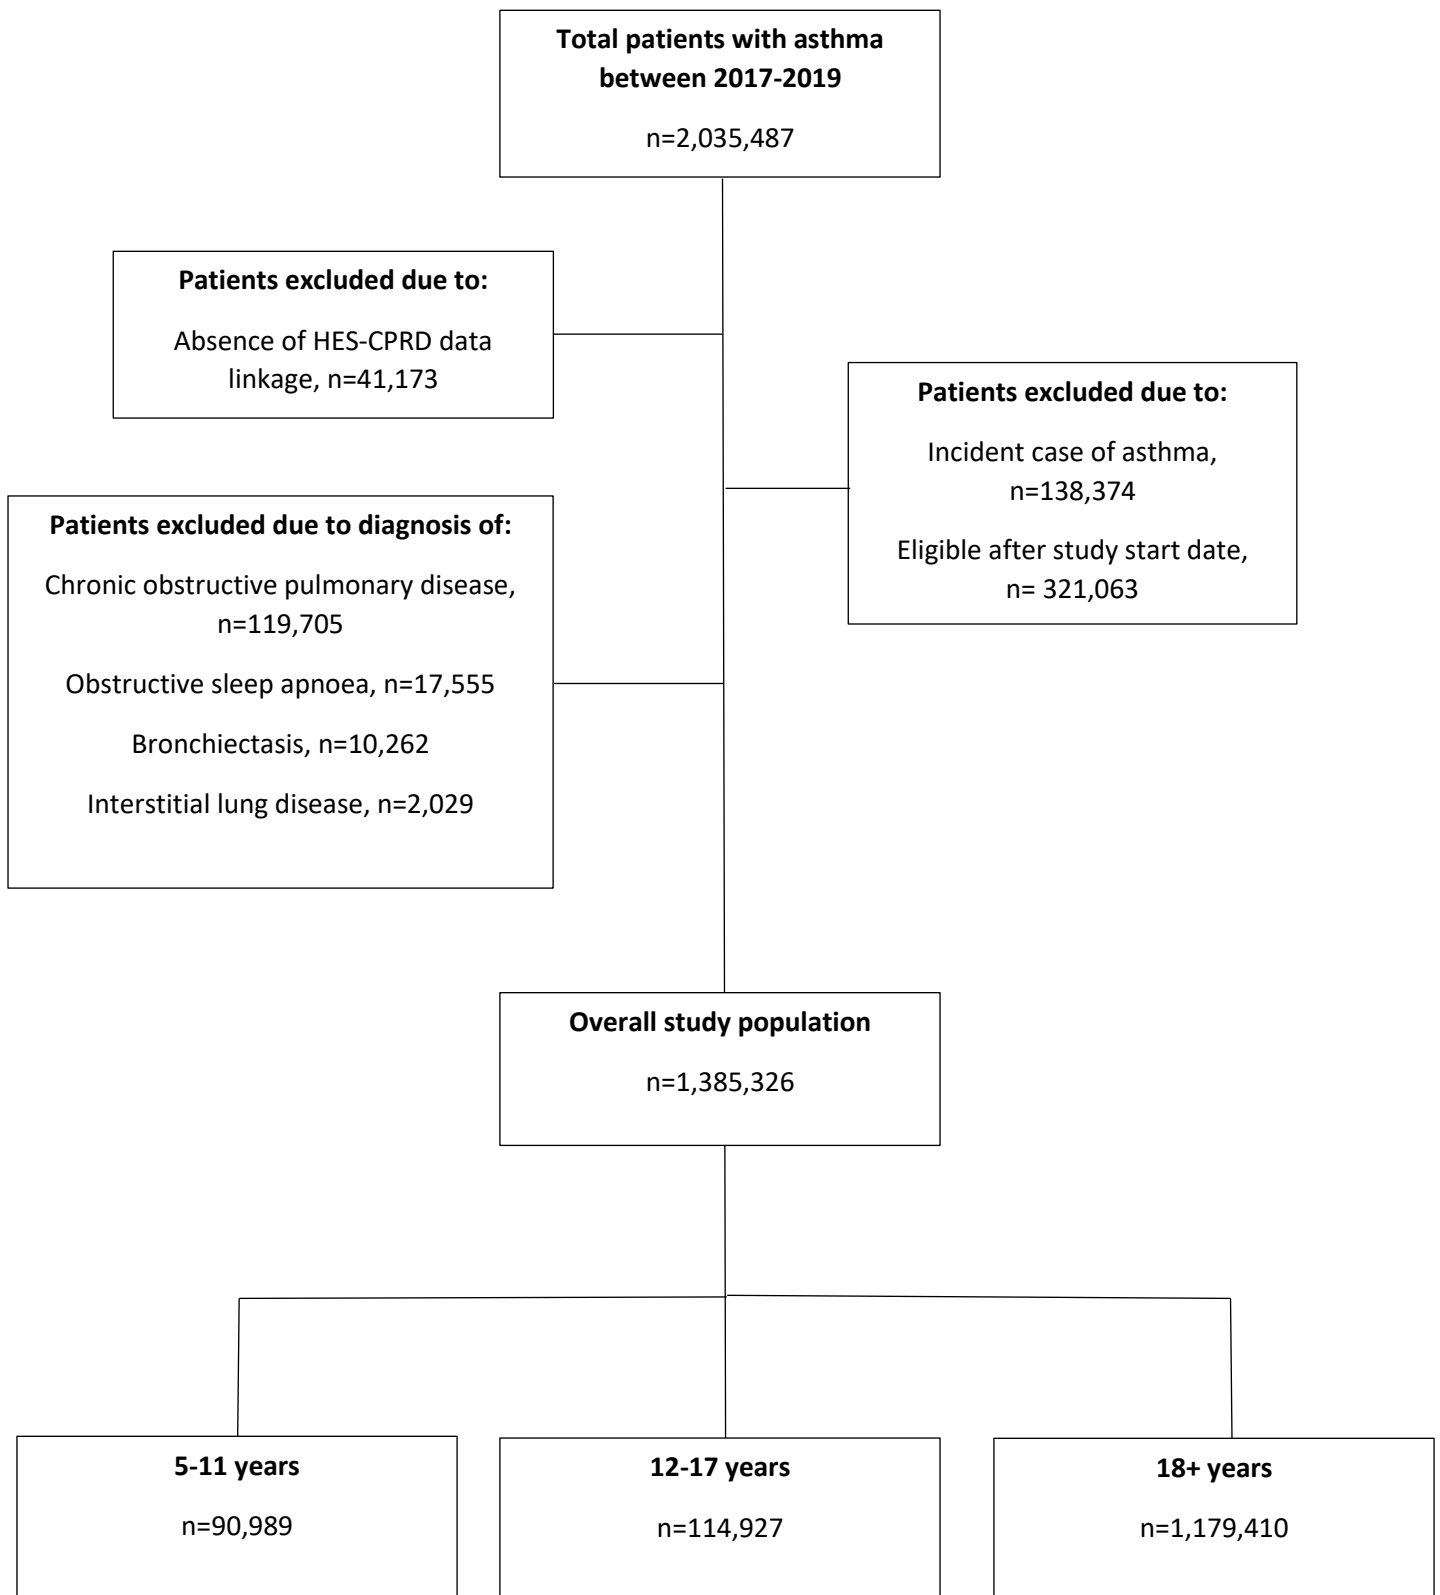 Total patients with asthma
between 2017-2019
n=2,035,487
Patients excluded due to:
Absence of HES-CPRD data
linkage, n=41,173
Patients excluded due to:
Incident case of asthma,
n=138,374
Eligible after study start date,
n= 321,063
Patients excluded due to diagnosis of:
Chronic obstructive pulmonary disease,
n=119,705
Obstructive sleep apnoea, n=17,555
Bronchiectasis, n=10,262
Interstitial lung disease, n=2,029
Overall study population
n=1,385,326
5-11 years
n=90,989
12-17 years
n=114,927
18+ years
n=1,179,410